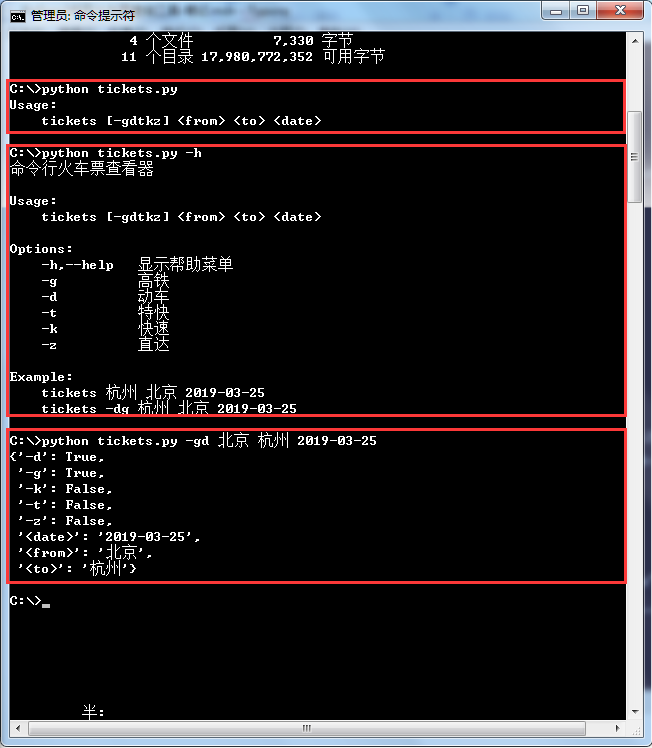 管理员: 命令提示符
4 个文件 7,330 字节
11 个目录 17,980,772,352 可用字节
C:\>python tickets.py
Usage:
tickets [-gdtkz] <from> <to> <date>
C:\>python tickets.py -h
命令行火车票查看器
Usage:
tickets [-gdtkz] <from> <to> <date>
Options:
-h,--help 显示帮助菜单
-g 高铁
-d 动车
-t 特快
-k 快速
-z 直达
Example:
tickets 杭州 北京 2019-03-25
tickets -dg 杭州 北京 2019-03-25
C:\>python tickets.py -gd 北京 杭州 2019-03-25
{'-d': True,
'-g': True,
'-k': False,
'-t': False,
'-z': False,
'<date>': '2019-03-25',
'<from>': '北京',
'<to>': '杭州'}
C:\>_
半: